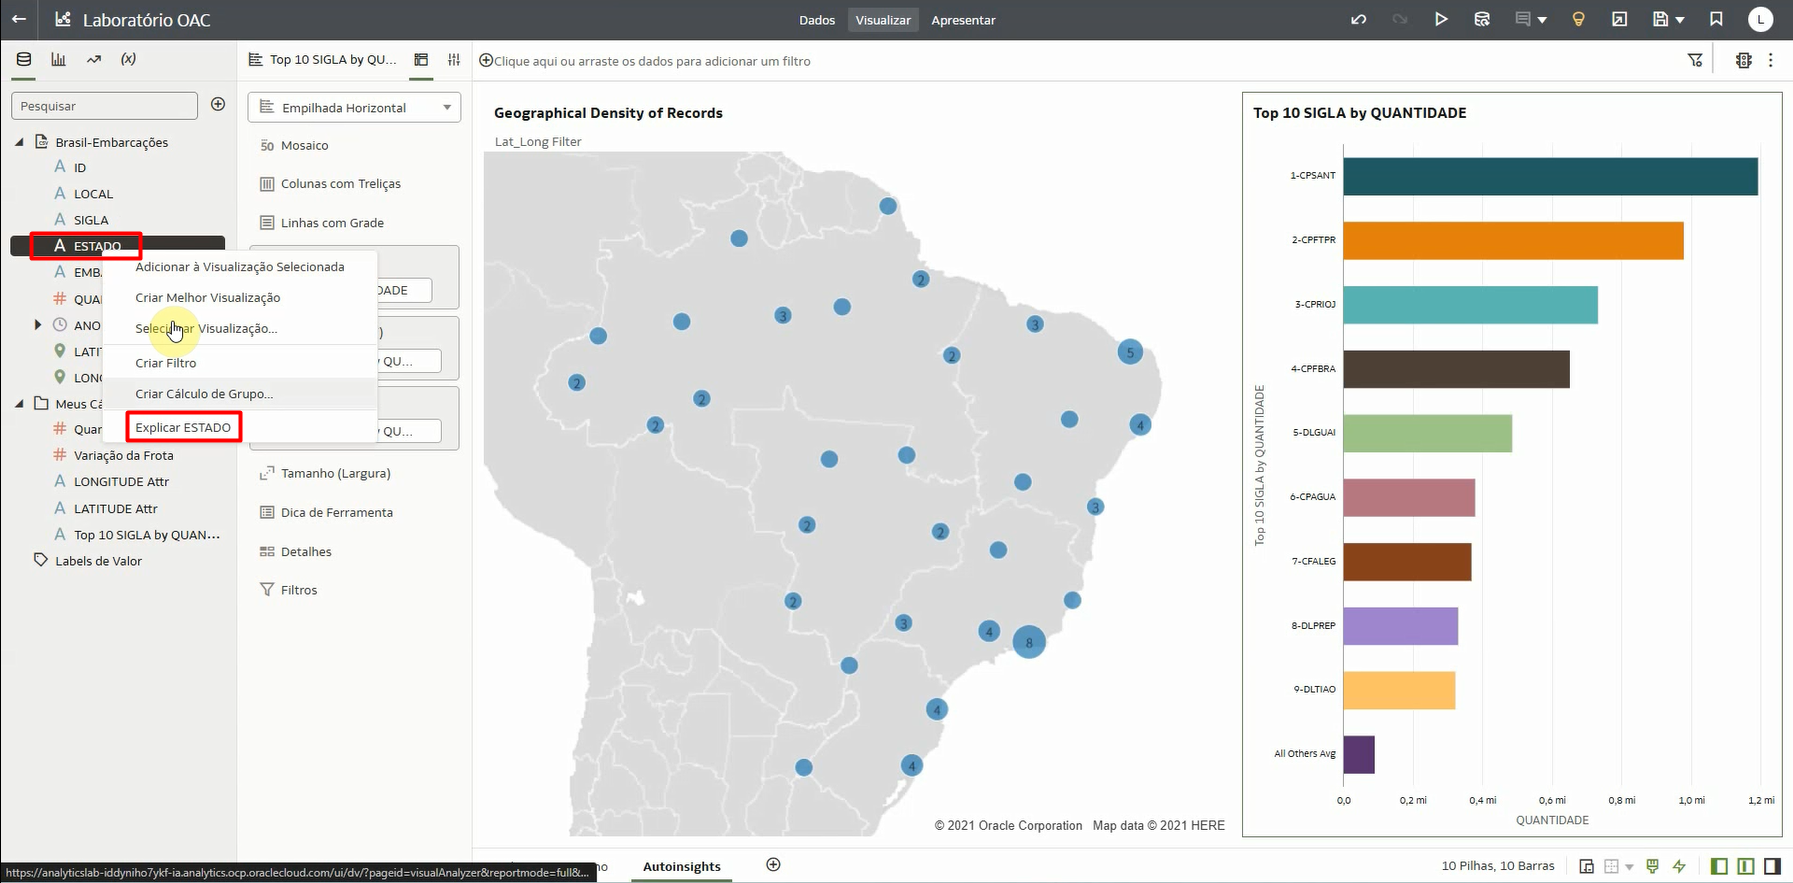 Laboratório OAC
Dados
Visualizar
Apresentar
L
(x)
Top 10 SIGLA by QU...
Clique aqui ou arraste os dados para adicionar um filtro
Pesquisar
Empilhada Horizontal
Brasil-Embarcações
A ID
A LOCAL
A SIGLA
A ESTADO
A EMB
# QUA
ANO
LATI
LON
Meus Cá
# Quar
# Variação da Frota
A LONGITUDE Attr
A LATITUDE Attr
A Top 10 SIGLA by QUAN...
Labels de Valor
Adicionar à Visualização Selecionada
Criar Melhor Visualização
Selecionar Visualização...
Criar Filtro
Criar Cálculo de Grupo...
Explicar ESTADO
50 Mosaico
Colunas com Treliças
Linhas com Grade
DADE
)
QU...
QU...
Tamanho (Largura)
Dica de Ferramenta
Detalhes
Filtros
Geographical Density of Records
Lat_Long Filter
2
3
3
2
5
2
2
4
2
3
2
2
2
3
4
8
4
4
© 2021 Oracle Corporation Map data © 2021 HERE
Top 10 SIGLA by QUANTIDADE
Top 10 SIGLA by QUANTIDADE
1-CPSANT
2-CPFTPR
3-CPRIOJ
4-CPFBRA
5-DLGUAI
6-CPAGUA
7-CFALEG
8-DLPREP
9-DLTIAO
All Others Avg
0,0
0,2 mi
0,4 mi
0,6 mi
0,8 mi
1,0 mi
1,2 mi
QUANTIDADE
https://analyticslab-iddyniho7ykf-ia.analytics.ocp.oraclecloud.com/ui/dv/?pageid=visualAnalyzer&reportmode=full&...
no
Autoinsights
10 Pilhas, 10 Barras